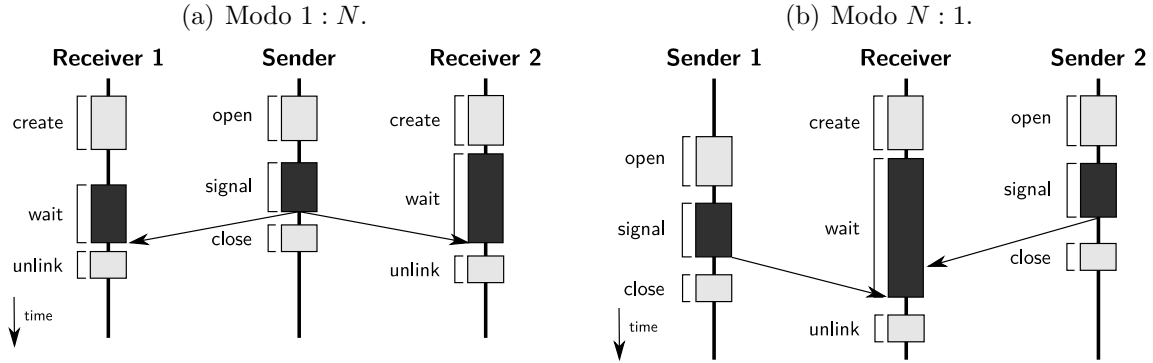 (a) Modo 1 : N.
Receiver 1
Sender
Receiver 2
create
open
create
signal
wait
wait
close
unlink
unlink
time
(b) Modo N : 1.
Sender 1
Receiver
Sender 2
create
open
open
signal
wait
signal
close
close
unlink
time